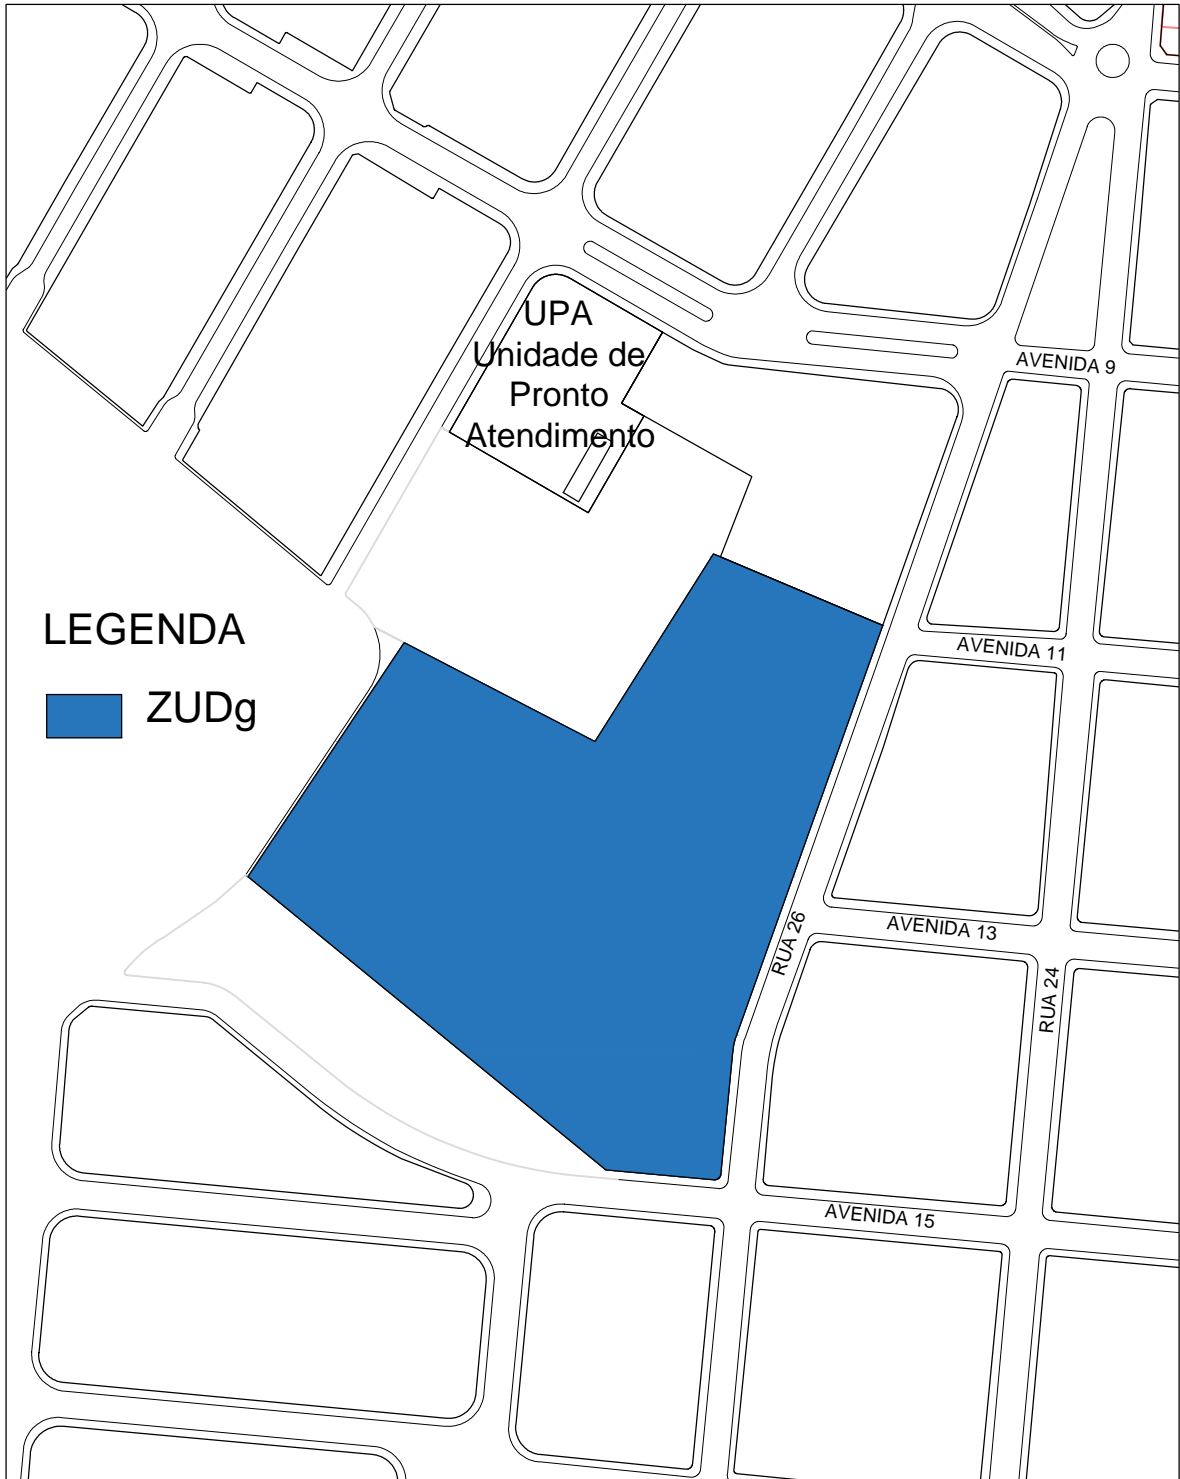 UPA
Unidade de
Pronto
Atendimento
AVENIDA 9
LEGENDA
AVENIDA 11
ZUDg
RUA 26
AVENIDA 13
RUA 24
AVENIDA 15